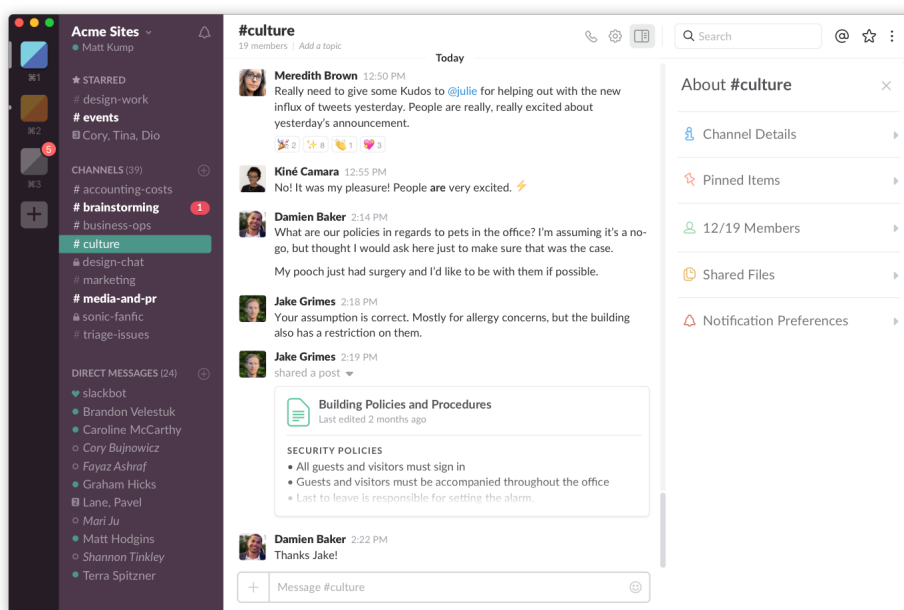 Acme Sites
Matt Kump
⌘1
⌘2
5
⌘3
STARRED
# design-work
# events
3 Cory, Tina, Dio
CHANNELS (39)
# accounting-costs
# brainstorming 1
# business-ops
# culture
design-chat
# marketing
# media-and-pr
sonic-fanfic
# triage-issues
DIRECT MESSAGES (24)
slackbot
Brandon Velestuk
Caroline McCarthy
Cory Bujnowicz
Fayaz Ashraf
Graham Hicks
2 Lane, Pavel
Mari Ju
Matt Hodgins
Shannon Tinkley
Terra Spitzner
#culture
19 members | Add a topic
Search
Today
Meredith Brown 12:50 PM
Really need to give some Kudos to @julie for helping out with the new
influx of tweets yesterday. People are really, really excited about
yesterday's announcement.
🎉 2 ✨ 8 👏 1 💖 3
Kiné Camara 12:55 PM
No! It was my pleasure! People are very excited. ⚡
Damien Baker 2:14 PM
What are our policies in regards to pets in the office? I'm assuming it's a no-
go, but thought I would ask here just to make sure that was the case.
My pooch just had surgery and I'd like to be with them if possible.
Jake Grimes 2:18 PM
Your assumption is correct. Mostly for allergy concerns, but the building
also has a restriction on them.
Jake Grimes 2:19 PM
shared a post
Building Policies and Procedures
Last edited 2 months ago
SECURITY POLICIES
• All guests and visitors must sign in
• Guests and visitors must be accompanied throughout the office
• Last to leave is responsible for setting the alarm.
Damien Baker 2:22 PM
Thanks Jake!
Message #culture
About #culture
Channel Details
Pinned Items
12/19 Members
Shared Files
Notification Preferences